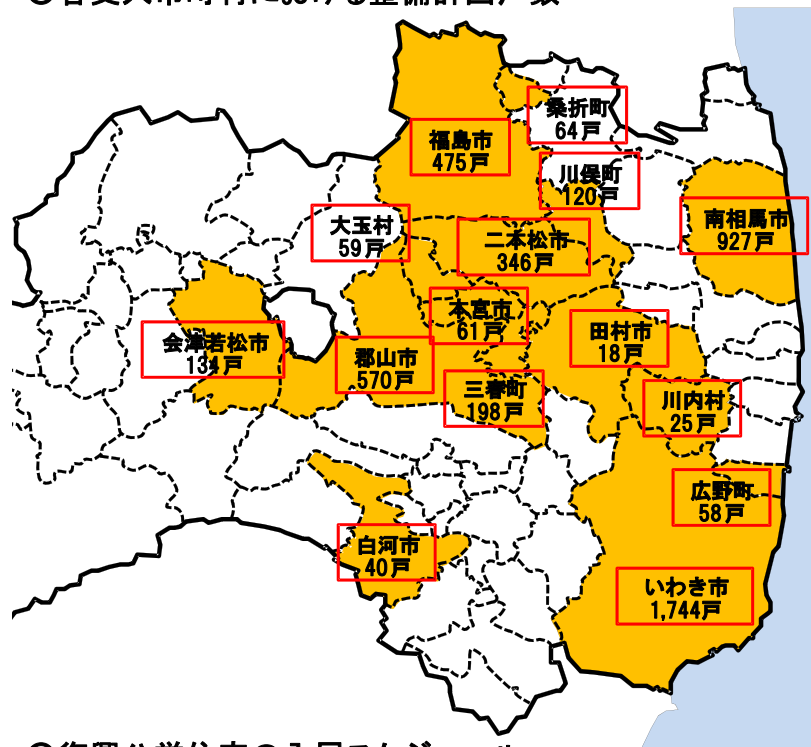 桑折町
64戸
福島市
475戸
川俣町
120戸
大玉村
59戸
南相馬市
927戸
二本松市
346戸
本宮市
61戸
田村市
18戸
会津若松市
134戸
郡山市
570戸
三春町
198戸
川内村
25戸
広野町
58戸
白河市
40戸
いわき市
1,744戸